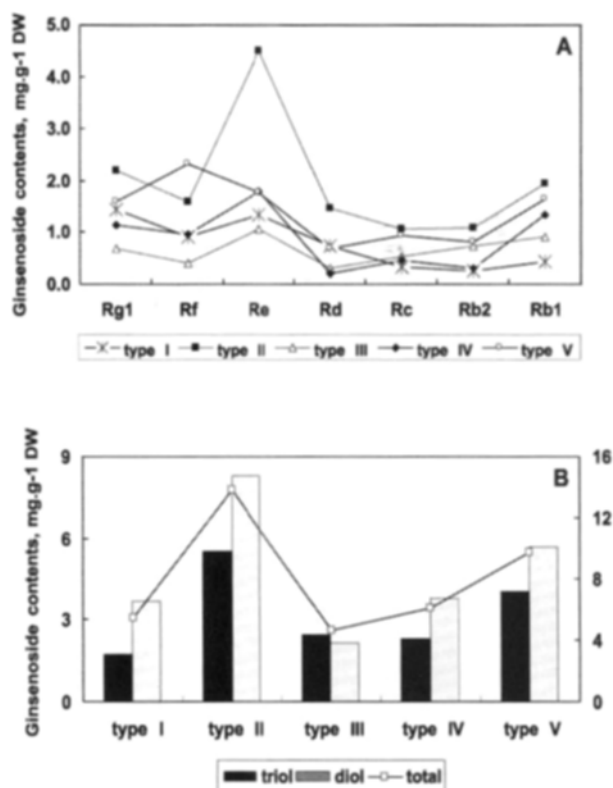 5.0
A
4.0
3.0
2.0
1.0
0.0
Ginsenoside contents, mg.g-1 DW
Rg1 Rf Re Rd Rc Rb2 Rb1
type I type II type III type IV type V
9 16
B
12
6
8
3
4
0 0
Ginsenoside contents, mg.g-1 DW
type I type II type III type IV type V
triol diol total